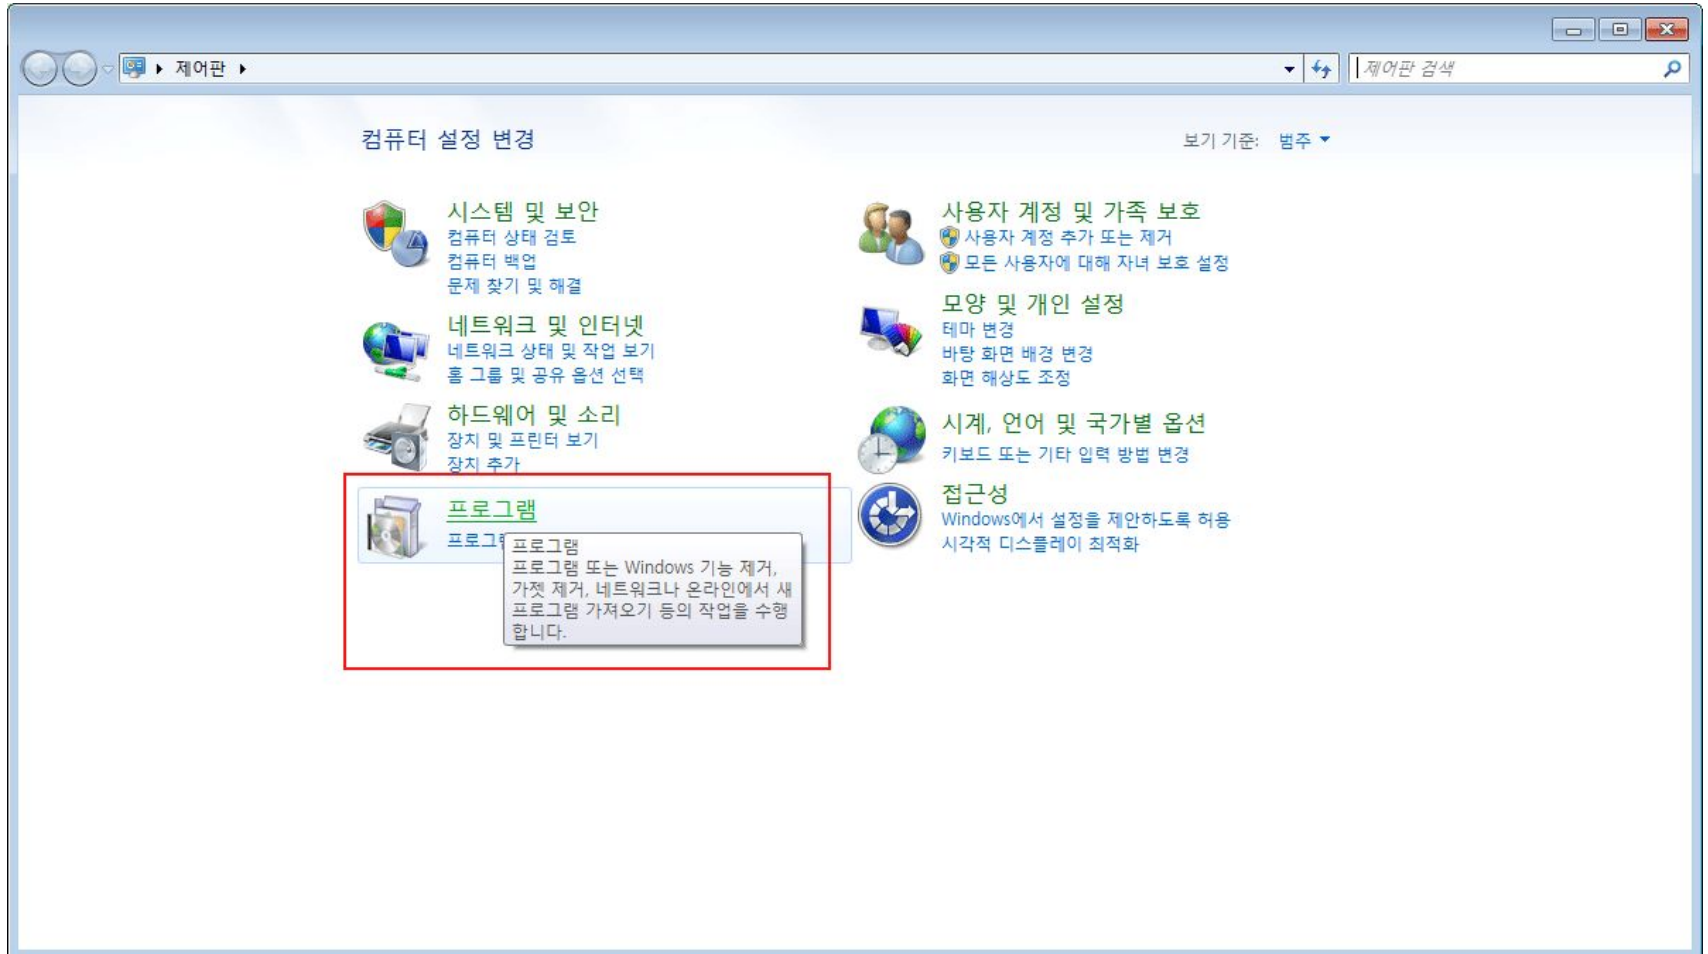 제어판
제어판 검색
컴퓨터 설정 변경
보기 기준: 범주
시스템 및 보안
컴퓨터 상태 검토
컴퓨터 백업
문제 찾기 및 해결
네트워크 및 인터넷
네트워크 상태 및 작업 보기
홈 그룹 및 공유 옵션 선택
하드웨어 및 소리
장치 및 프린터 보기
장치 추가
프로그램
프로그
프로그램
프로그램 또는 Windows 기능 제거,
가젯 제거, 네트워크나 온라인에서 새
프로그램 가져오기 등의 작업을 수행
합니다.
사용자 계정 및 가족 보호
사용자 계정 추가 또는 제거
모든 사용자에 대해 자녀 보호 설정
모양 및 개인 설정
테마 변경
바탕 화면 배경 변경
화면 해상도 조정
시계, 언어 및 국가별 옵션
키보드 또는 기타 입력 방법 변경
접근성
Windows에서 설정을 제안하도록 허용
시각적 디스플레이 최적화